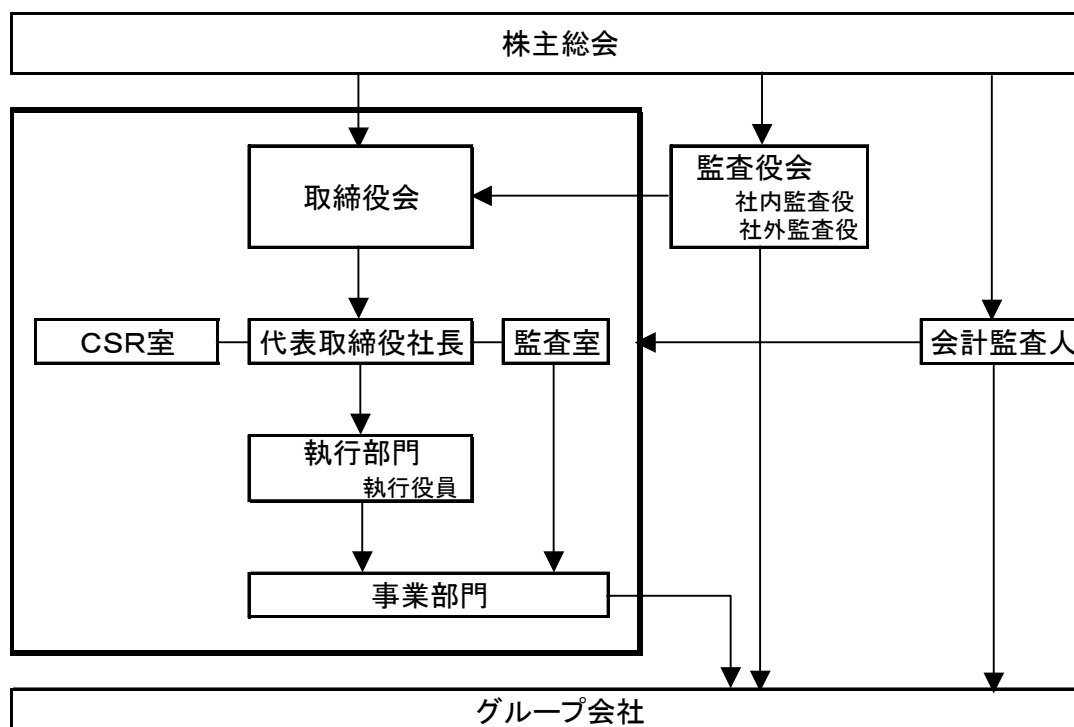 株主総会
取締役会
監査役会
社内監査役
社外監査役
CSR室
代表取締役社長
監査室
会計監査人
執行部門
執行役員
事業部門
グループ会社